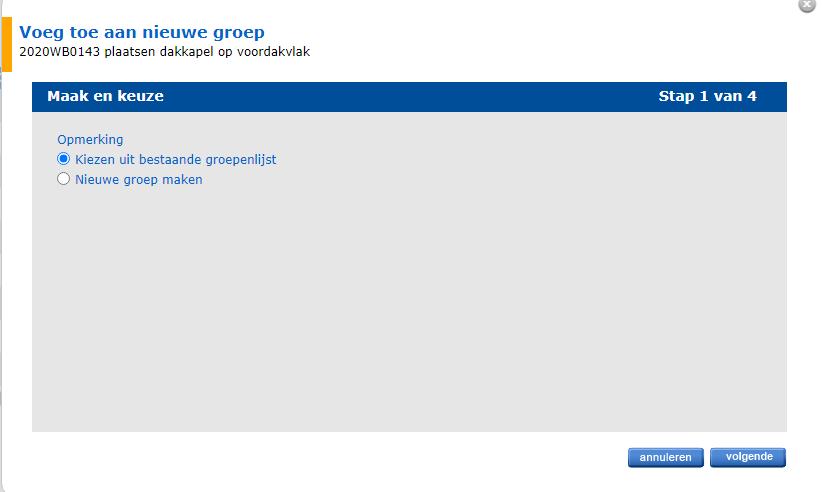 Voeg toe aan nieuwe groep
2020WB0143 plaatsen dakkapel op voordakvlak
Maak en keuze Stap 1 van 4
Opmerking
Kiezen uit bestaande groepenlijst
Nieuwe groep maken
annuleren volgende